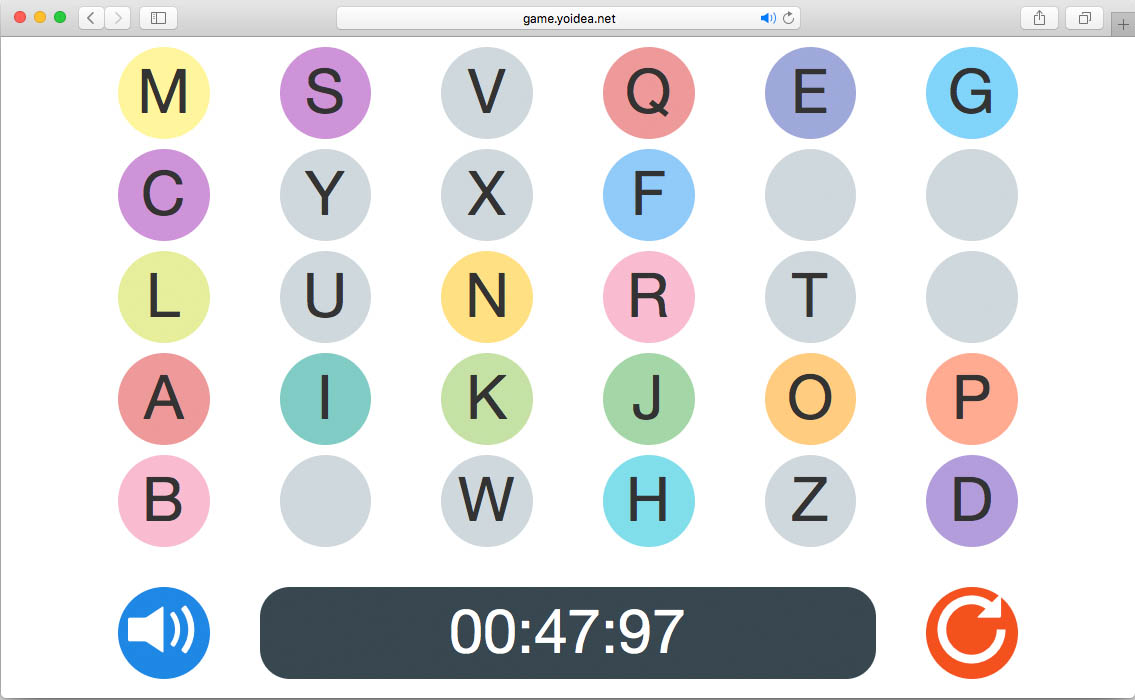 game.yoidea.net
M S V Q E G
C Y X F
L U N R T
A I K J O P
B W H Z D
00:47:97